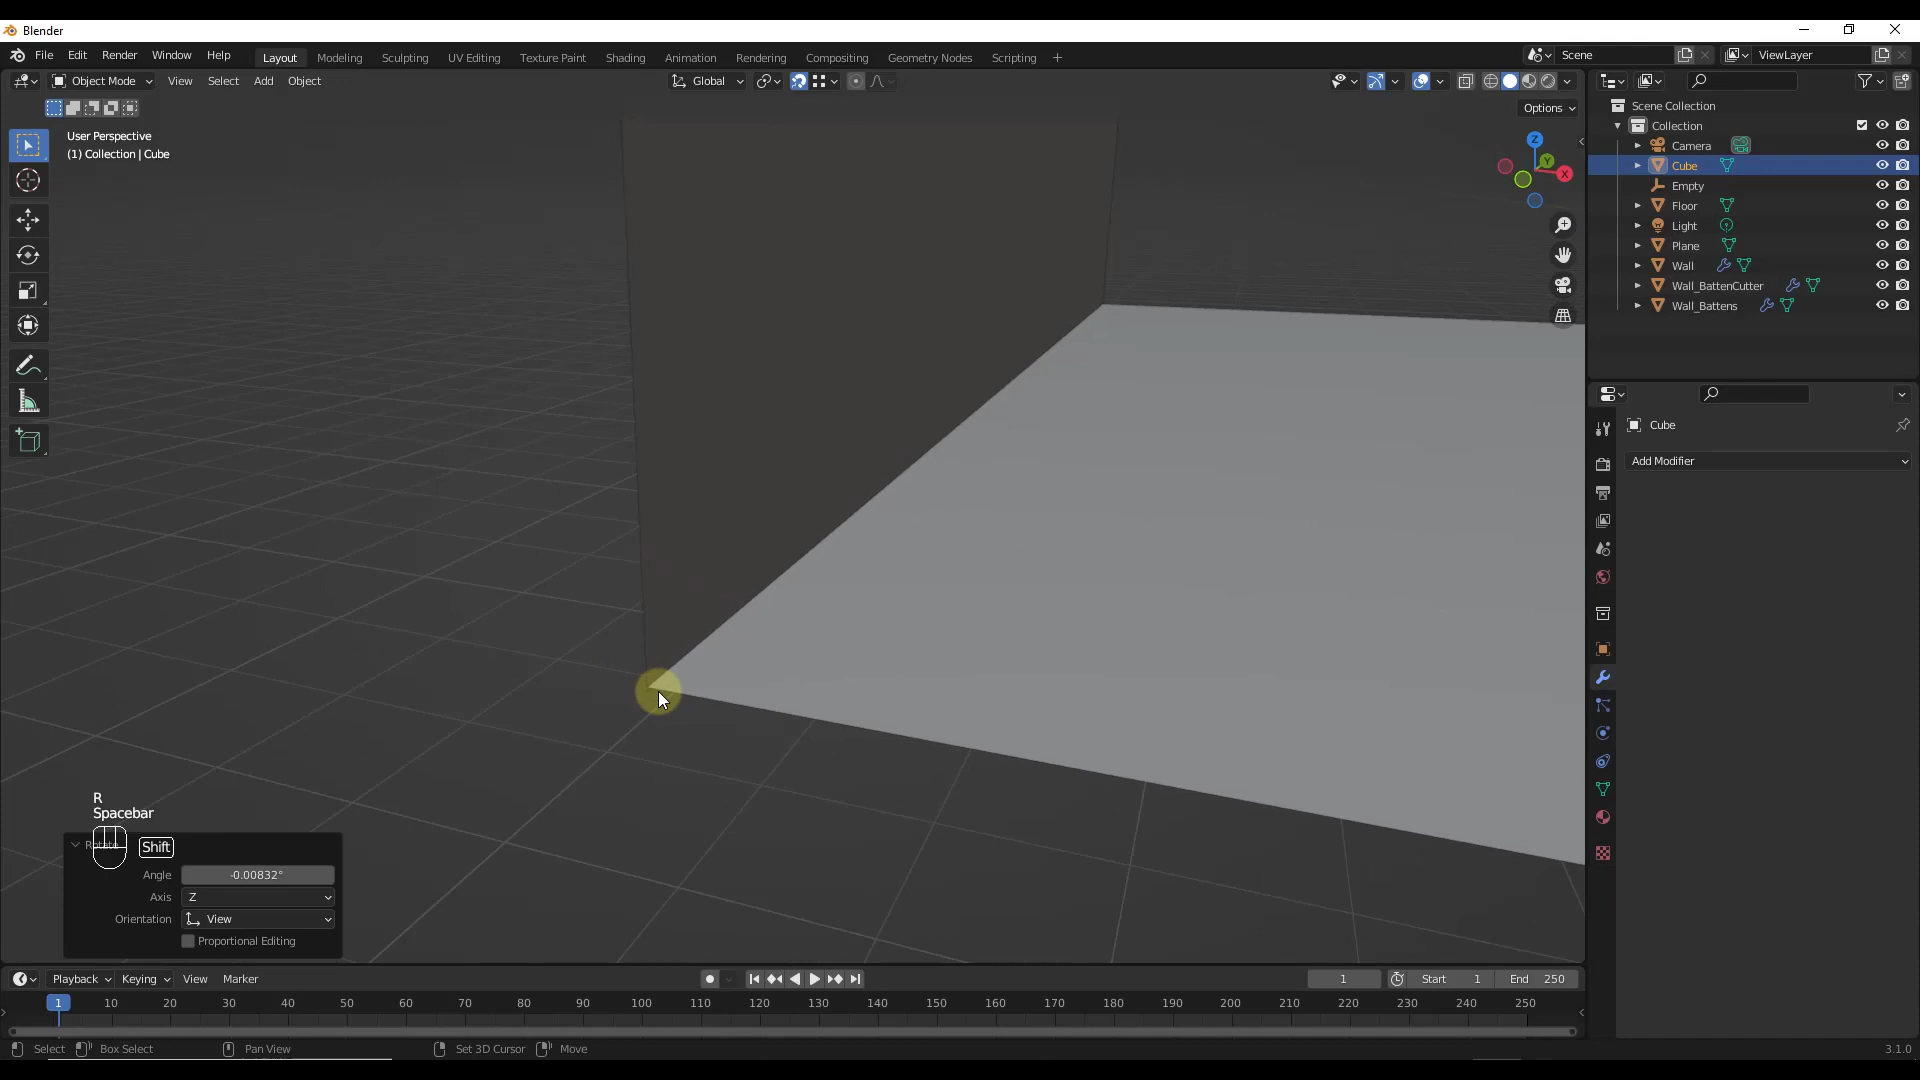 Blender
File Edit Render Window Help Layout Modeling Sculpting UV Editing Texture Paint Shading Animation Rendering Compositing Geometry Nodes Scripting + Scene ViewLayer
Object Mode View Select Add Object Global
Options
User Perspective
(1) Collection | Cube
Z
Y
X
Scene Collection
Collection
Camera
Cube
Empty
Floor
Light
Plane
Wall
Wall_BattenCutter
Wall_Battens
Cube
Add Modifier
R
Spacebar
Shift
Angle -0.00832°
Axis Z
Orientation View
Proportional Editing
Playback Keying View Marker 1 Start 1 End 250
1 10 20 30 40 50 60 70 80 90 100 110 120 130 140 150 160 170 180 190 200 210 220 230 240 250
Select Box Select Pan View Set 3D Cursor Move 3.1.0